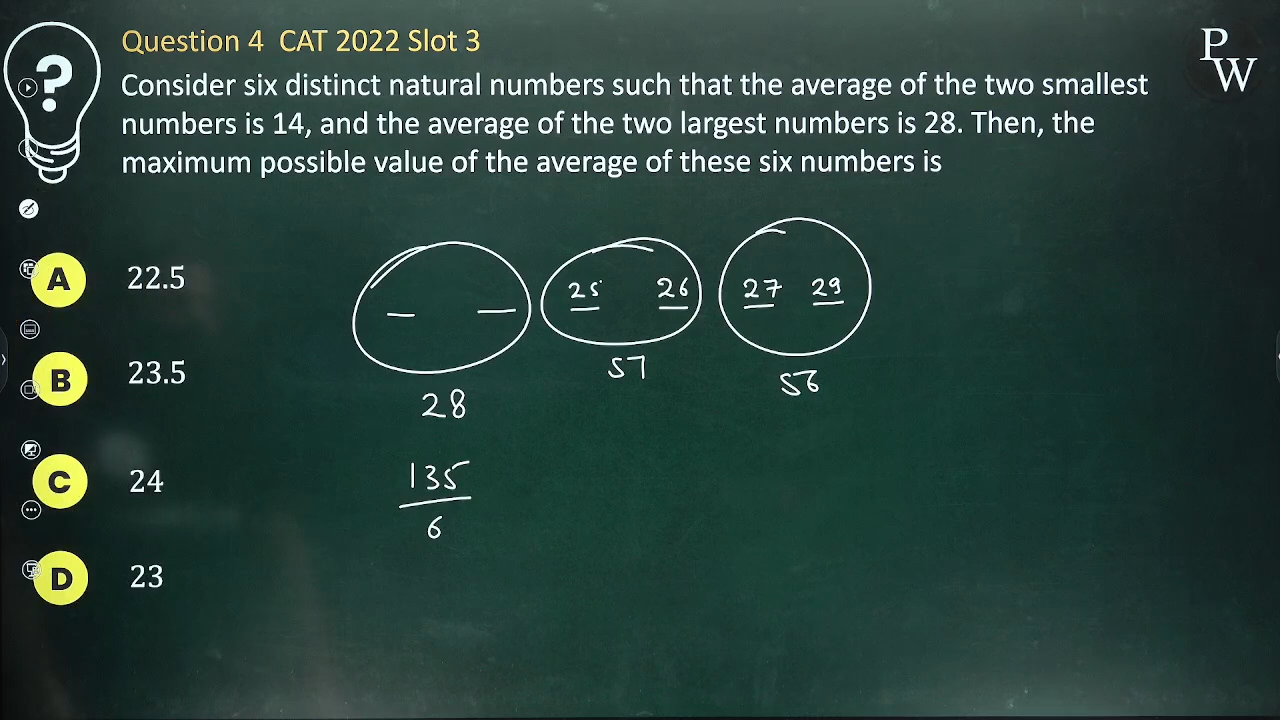 Question 4 CAT 2022 Slot 3
PW
Consider six distinct natural numbers such that the average of the two smallest
numbers is 14, and the average of the two largest numbers is 28. Then, the
maximum possible value of the average of these six numbers is
A 22.5
B 23.5
C 24
D 23
25 26 27 29
28 57 56
135
6